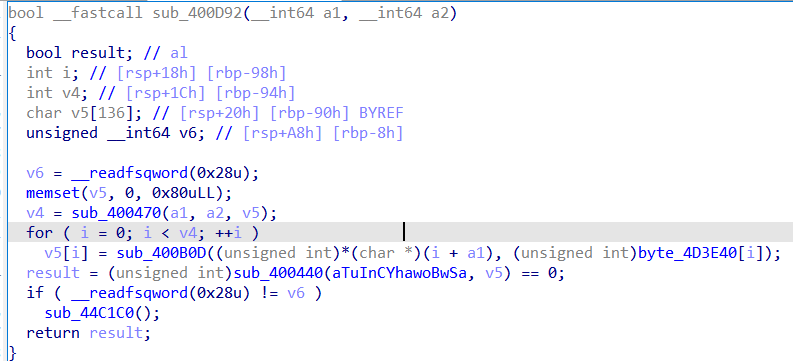 bool __fastcall sub_400D92(__int64 a1, __int64 a2)
{
  bool result; // al
  int i; // [rsp+18h] [rbp-98h]
  int v4; // [rsp+1Ch] [rbp-94h]
  char v5[136]; // [rsp+20h] [rbp-90h] BYREF
  unsigned __int64 v6; // [rsp+A8h] [rbp-8h]

  v6 = __readfsqword(0x28u);
  memset(v5, 0, 0x80uLL);
  v4 = sub_400470(a1, a2, v5);
  for ( i = 0; i < v4; ++i )
    v5[i] = sub_400B0D((unsigned int)*(char *)(i + a1), (unsigned int)byte_4D3E40[i]);
  result = (unsigned int)sub_400440(aTuInCYhawoBwSa, v5) == 0;
  if ( __readfsqword(0x28u) != v6 )
    sub_44C1C0();
  return result;
}